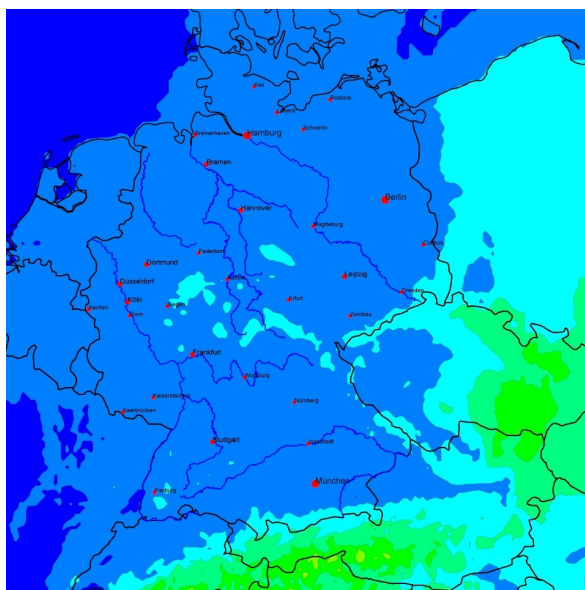 Kiel
Rostock
Lübeck
Schwerin
Bremerhaven
Hamburg
Bremen
Berlin
Hannover
Magdeburg
Cottbus
Paderborn
Dortmund
Leipzig
Kassel
Düsseldorf
Dresden
Köln
Erfurt
Siegen
Aachen
Bonn
Zwickau
Frankfurt
Würzburg
Kaiserslautern
Nürnberg
Saarbrücken
Stuttgart
Ingolstadt
München
Freiburg